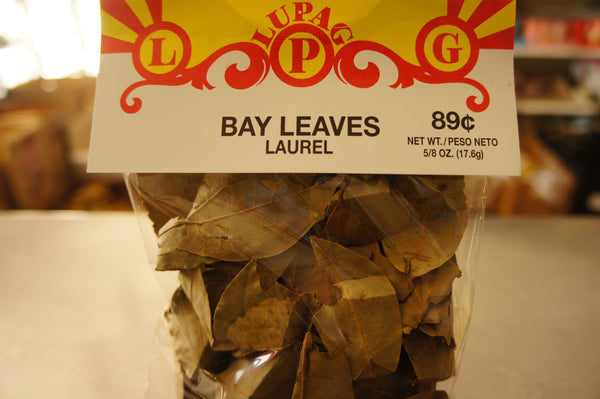 LUPAG
L P G
BAY LEAVES
LAUREL
89¢
NET WT./PESO NETO
5/8 OZ. (17.6g)